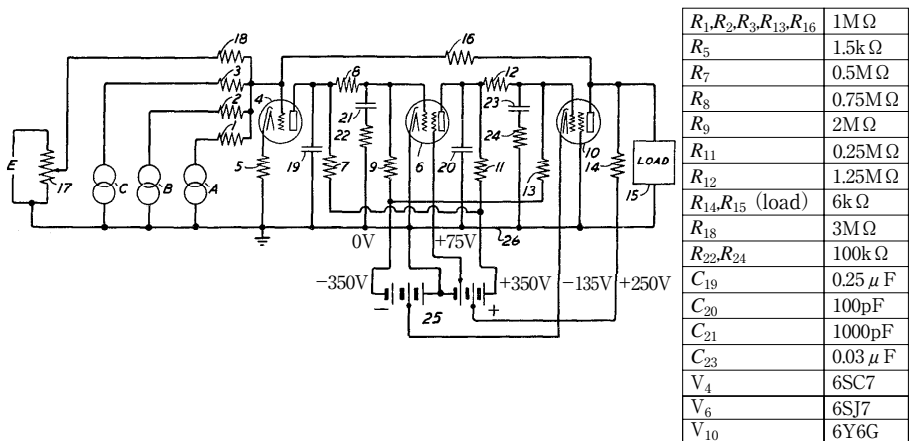 18
16
3
8
12
2
4
23
1
21
22
24
E
17
C
B
A
5
19
7
9
6
20
11
13
10
14
LOAD
15
26
0V
+75V
−350V
+350V
−135V
+250V
−
25
+
R1,R2,R3,R13,R16 1MΩ
R5 1.5kΩ
R7 0.5MΩ
R8 0.75MΩ
R9 2MΩ
R11 0.25MΩ
R12 1.25MΩ
R14,R15 (load) 6kΩ
R18 3MΩ
R22,R24 100kΩ
C19 0.25μF
C20 100pF
C21 1000pF
C23 0.03μF
V4 6SC7
V6 6SJ7
V10 6Y6G